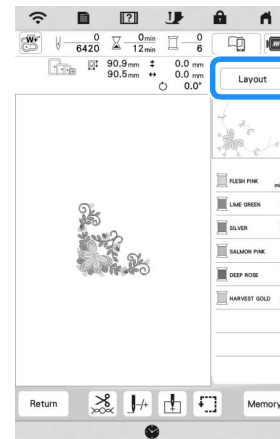 W+
0 0min 0
6420 12min 6
90.9mm 0.0 mm
90.5mm 0.0 mm
0.0°
Layout
FLESH PINK
LIME GREEN
SILVER
SALMON PINK
DEEP ROSE
HARVEST GOLD
Return -/+ Memory